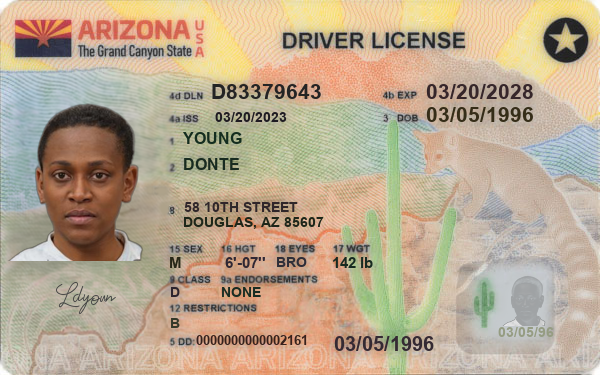 ARIZONA USA
The Grand Canyon State
DRIVER LICENSE
4d DLN D83379643
4b EXP 03/20/2028
4a ISS 03/20/2023
3 DOB 03/05/1996
1 YOUNG
2 DONTE
8 58 10TH STREET
DOUGLAS, AZ 85607
15 SEX 16 HGT 18 EYES 17 WGT
M 6'-07" BRO 142 lb
9 CLASS 9a ENDORSEMENTS
D NONE
12 RESTRICTIONS
B
Ldyoun
5 DD: 0000000000002161
03/05/1996
03/05/96
ONA ARIZONA ARIZONA ARIZONA ARIZONA